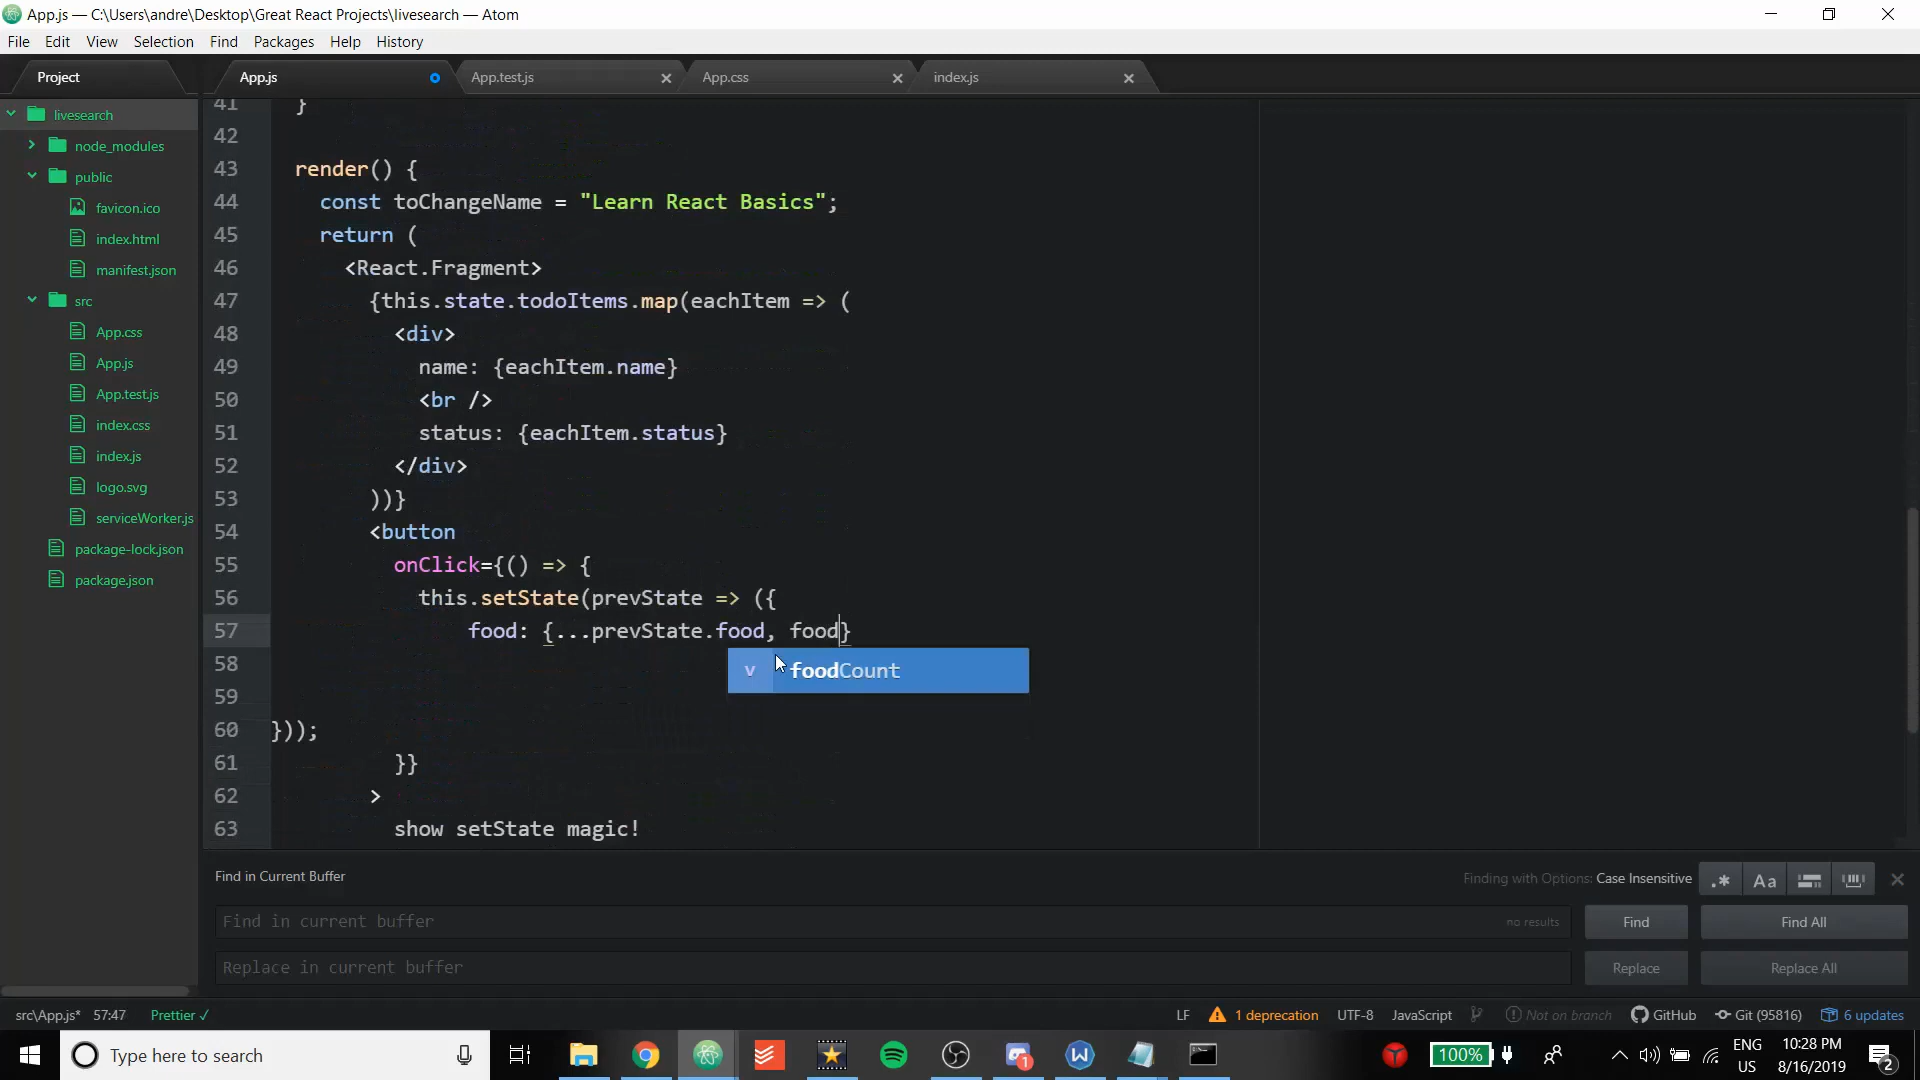 App.js — C:\Users\andre\Desktop\Great React Projects\livesearch — Atom
File Edit View Selection Find Packages Help History
Project App.js App.test.js App.css index.js
livesearch
node_modules
public
favicon.ico
index.html
manifest.json
src
App.css
App.js
App.test.js
index.css
index.js
logo.svg
serviceWorker.js
package-lock.json
package.json
41 }
42
43 render() {
44 const toChangeName = "Learn React Basics";
45 return (
46 <React.Fragment>
47 {this.state.todoItems.map(eachItem => (
48 <div>
49 name: {eachItem.name}
50 <br />
51 status: {eachItem.status}
52 </div>
53 ))}
54 <button
55 onClick={() => {
56 this.setState(prevState => ({
57 food: {...prevState.food, food}
58
v foodCount
59
60 }));
61 }}
62 >
63 show setState magic!
Find in Current Buffer
Finding with Options: Case Insensitive .* Aa
Find in current buffer
no results Find Find All
Replace in current buffer
Replace Replace All
src\App.js* 57:47 Prettier ✓
LF 1 deprecation UTF-8 JavaScript Not on branch GitHub Git (95816) 6 updates
Type here to search
1
W
100%
ENG
US
10:28 PM
8/16/2019
2